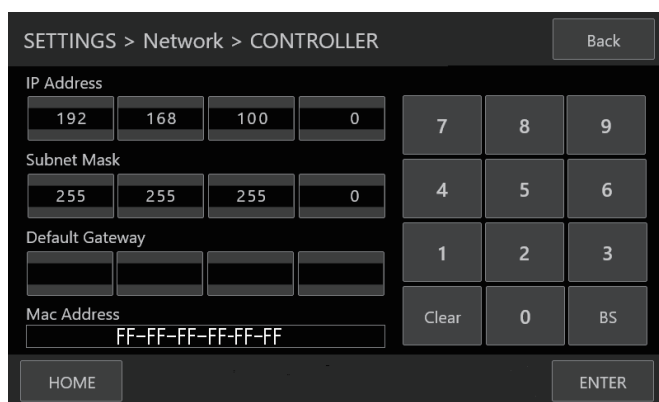 SETTINGS > Network > CONTROLLER Back
IP Address
192 168 100 0
7 8 9
Subnet Mask
255 255 255 0
4 5 6
Default Gateway
1 2 3
Mac Address
FF-FF-FF-FF-FF-FF
Clear 0 BS
HOME ENTER